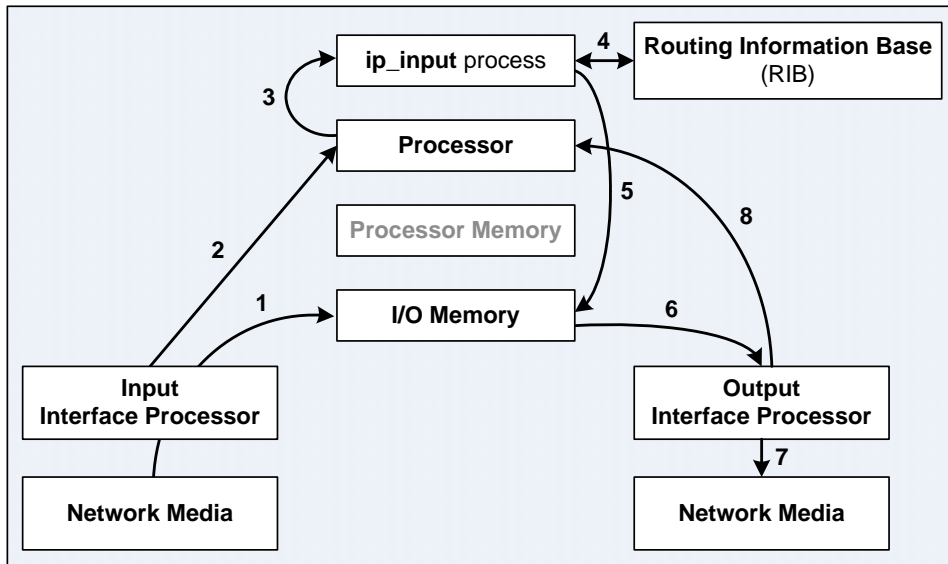 ip_input process
4
Routing Information Base
(RIB)
3
Processor
5
8
Processor Memory
2
1
I/O Memory
6
Input
Interface Processor
Output
Interface Processor
7
Network Media
Network Media